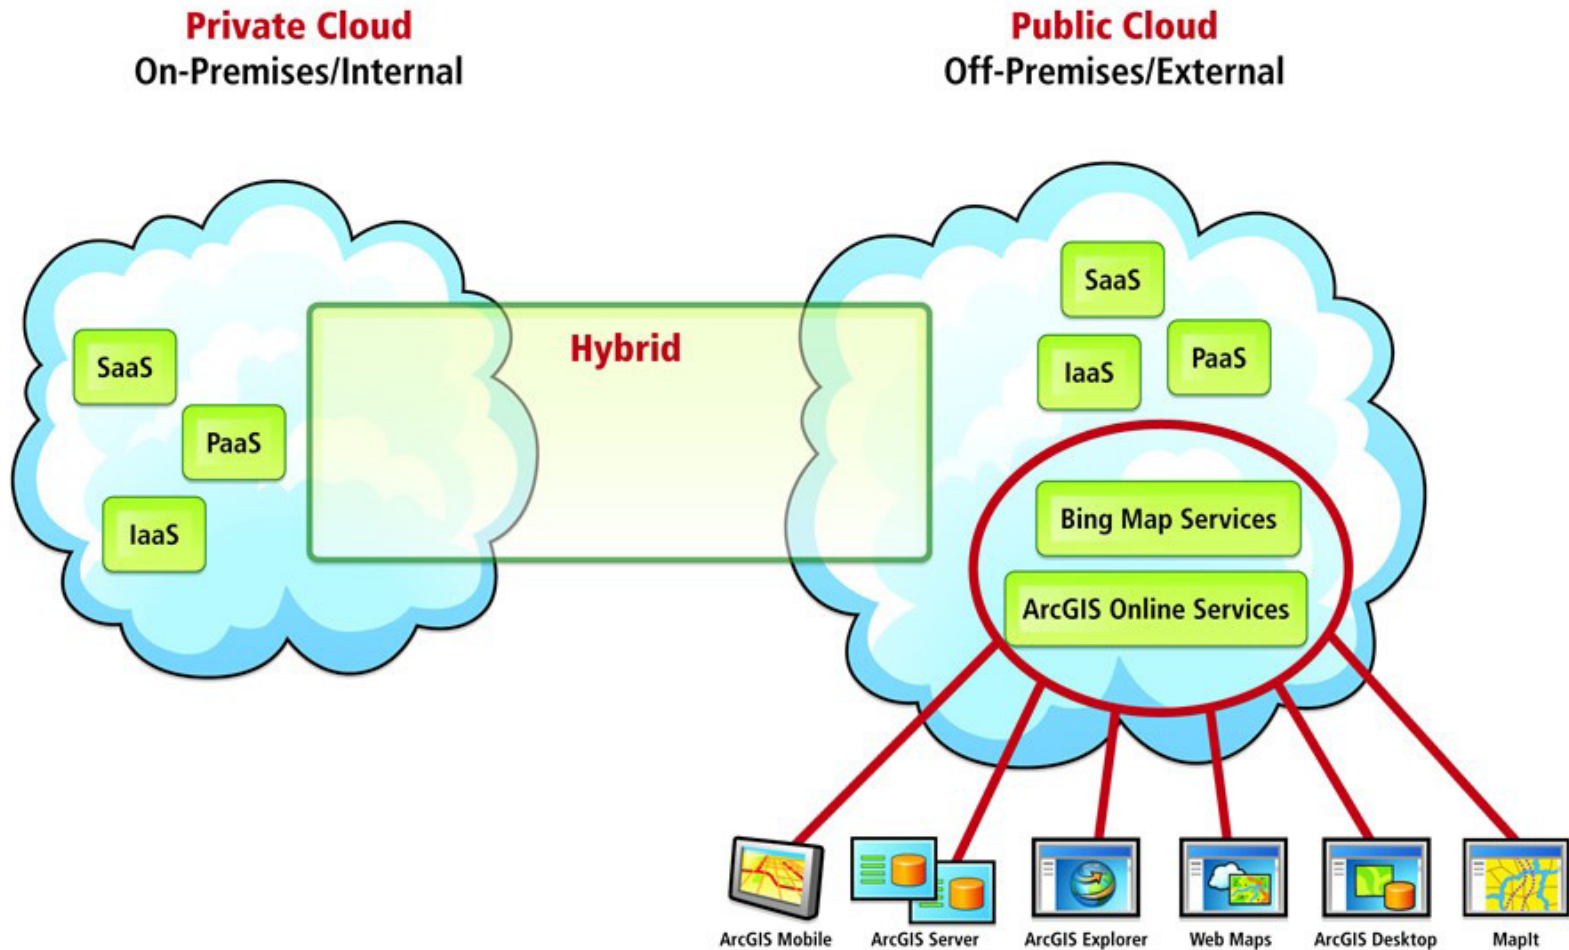 Private Cloud
On-Premises/Internal
Public Cloud
Off-Premises/External
SaaS
PaaS
IaaS
Hybrid
SaaS
IaaS
PaaS
Bing Map Services
ArcGIS Online Services
ArcGIS Mobile
ArcGIS Server
ArcGIS Explorer
Web Maps
ArcGIS Desktop
MapIt